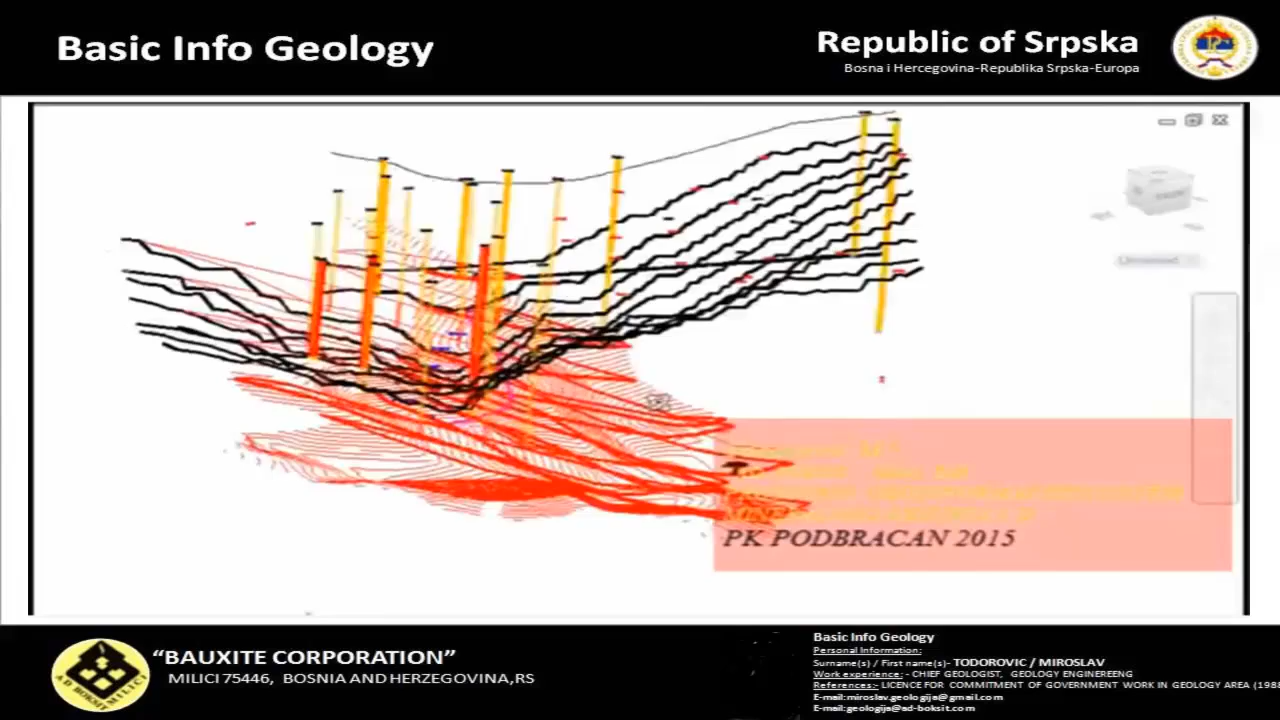 Basic Info Geology
Republic of Srpska
Bosna i Hercegovina-Republika Srpska-Europa
PK PODBRACAN 2015
"BAUXITE CORPORATION"
MILICI 75446, BOSNIA AND HERZEGOVINA,RS
AD BOKSIT MILICI
Basic Info Geology
Personal Information:
Surname(s) / First name(s)- TODOROVIC / MIROSLAV
Work experience: - CHIEF GEOLOGIST, GEOLOGY ENGINEREENG
References:- LICENCE FOR COMMITMENT OF GOVERNMENT WORK IN GEOLOGY AREA (1988
E-mail:miroslav.geologija@gmail.com
E-mail:geologija@ad-boksit.com